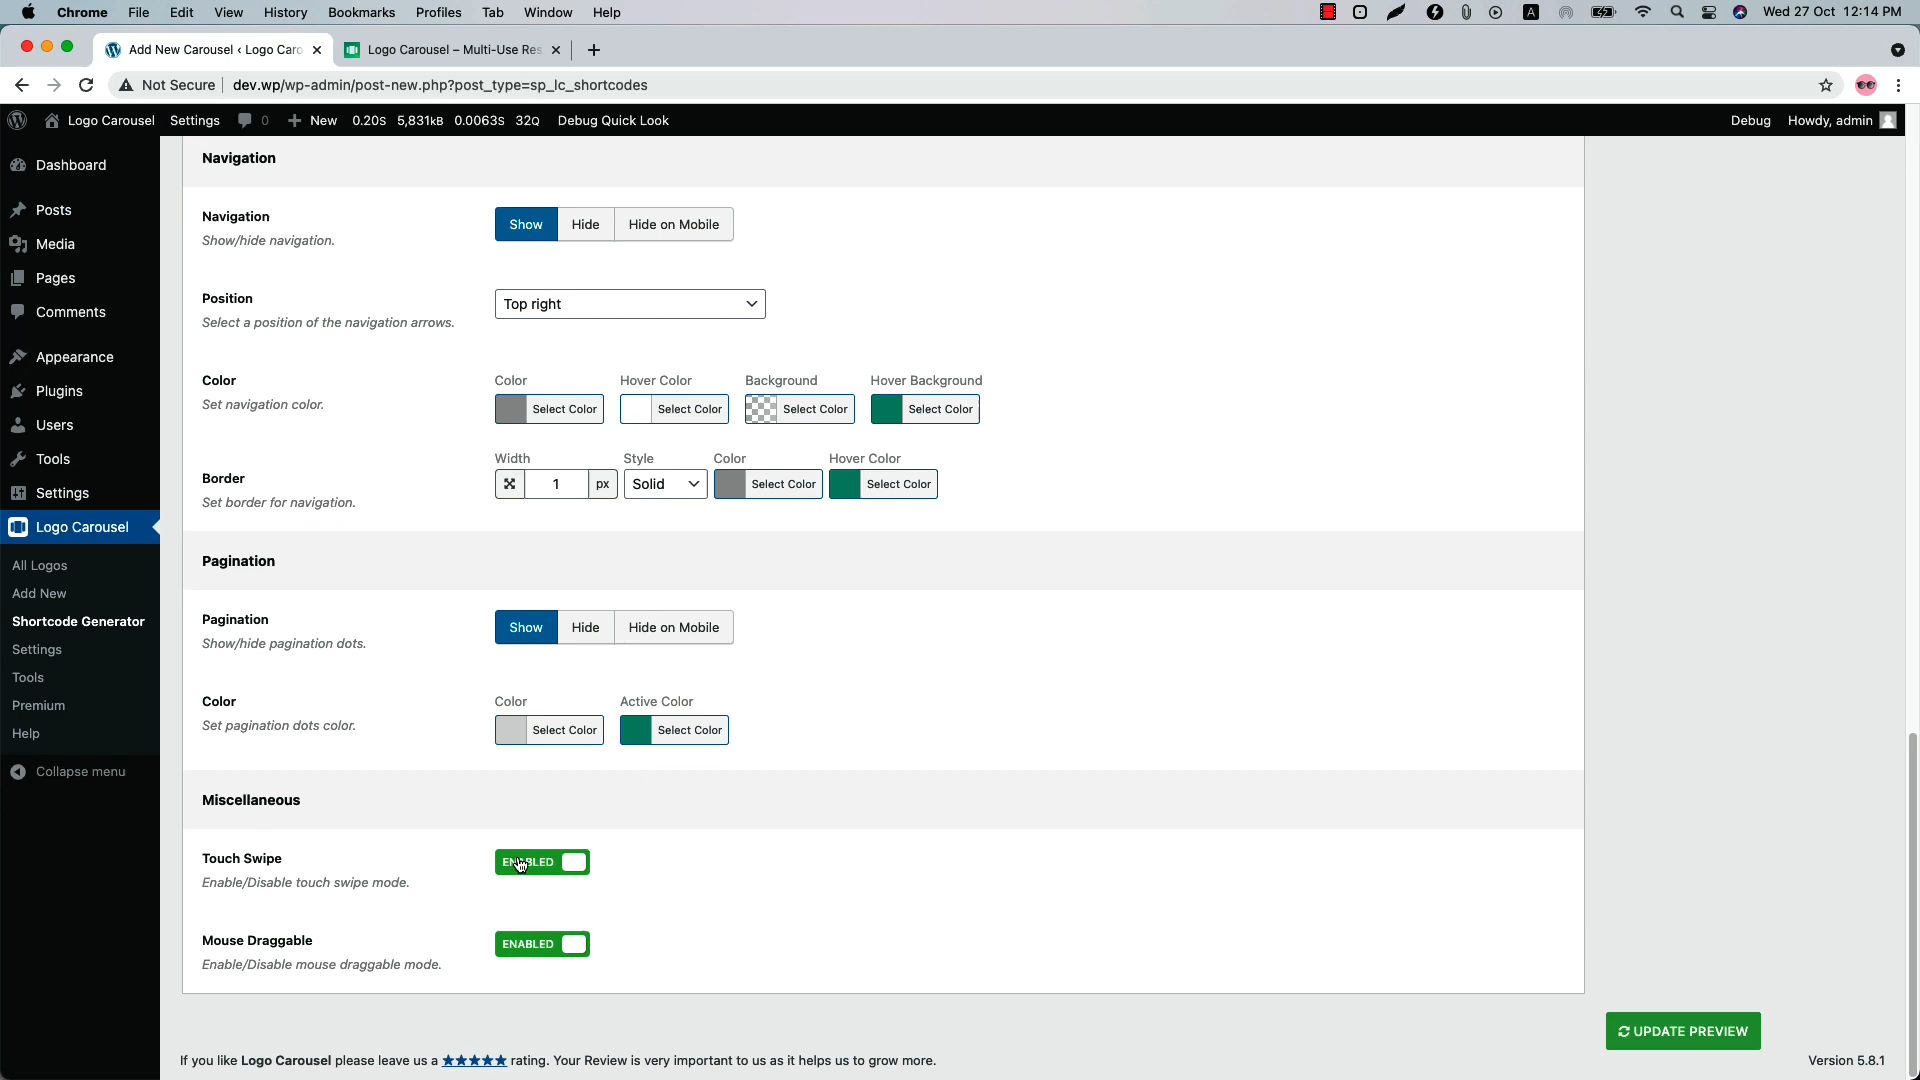 Chrome File Edit View History Bookmarks Profiles Tab Window Help A Wed 27 Oct 12:14 PM
Add New Carousel ‹ Logo Caro Logo Carousel – Multi-Use Res
Not Secure dev.wp/wp-admin/post-new.php?post_type=sp_lc_shortcodes
Logo Carousel Settings 0 New 0.20S 5,831KB 0.0063S 32Q Debug Quick Look Debug Howdy, admin
Dashboard
Posts
Media
Pages
Comments
Appearance
Plugins
Users
Tools
Settings
Logo Carousel
All Logos
Add New
Shortcode Generator
Settings
Tools
Premium
Help
Collapse menu
Navigation
Navigation
Show/hide navigation.
Show Hide Hide on Mobile
Position
Select a position of the navigation arrows.
Top right
Color
Set navigation color.
Color Hover Color Background Hover Background
Select Color Select Color Select Color Select Color
Border
Set border for navigation.
Width Style Color Hover Color
1 px Solid Select Color Select Color
Pagination
Pagination
Show/hide pagination dots.
Show Hide Hide on Mobile
Color
Set pagination dots color.
Color Active Color
Select Color Select Color
Miscellaneous
Touch Swipe
Enable/Disable touch swipe mode.
ENABLED
Mouse Draggable
Enable/Disable mouse draggable mode.
ENABLED
UPDATE PREVIEW
If you like Logo Carousel please leave us a ★★★★★ rating. Your Review is very important to us as it helps us to grow more.
Version 5.8.1